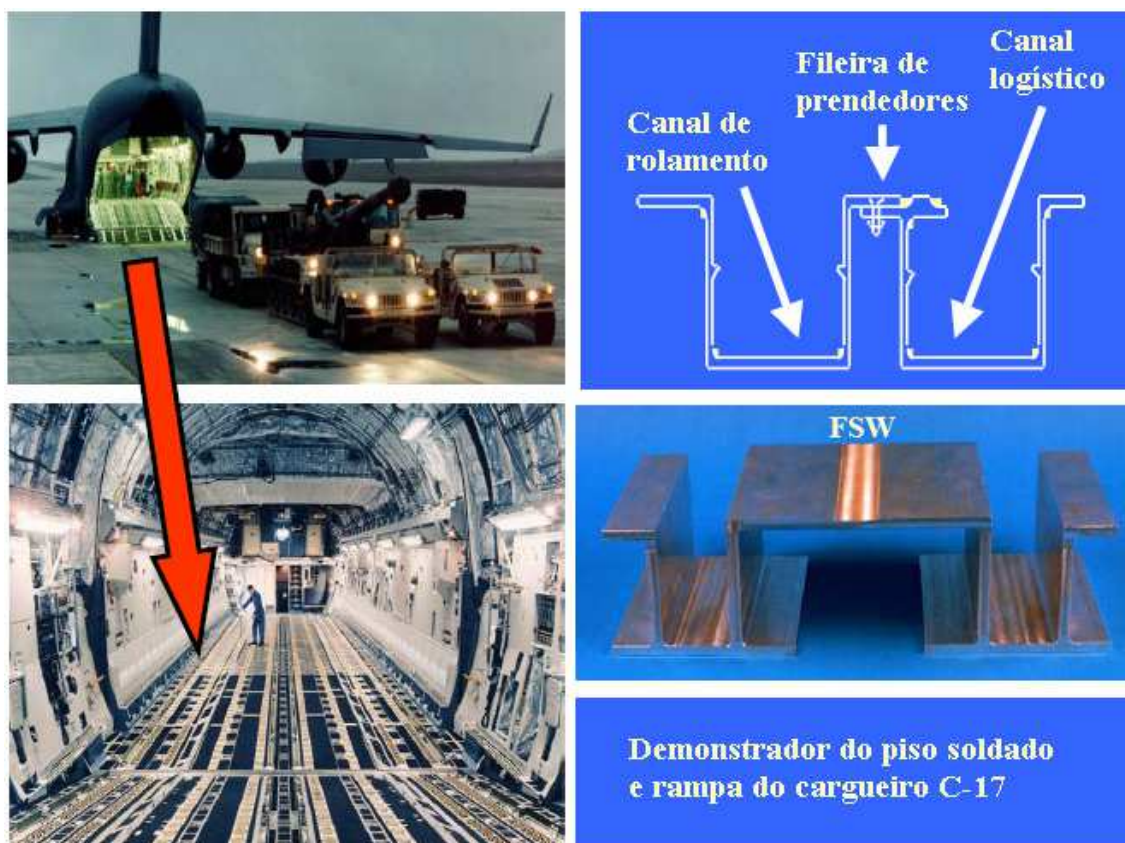 Canal de
rolamento
Fileira de
prendedores
Canal
logístico
FSW
Demonstrador do piso soldado
e rampa do cargueiro C-17